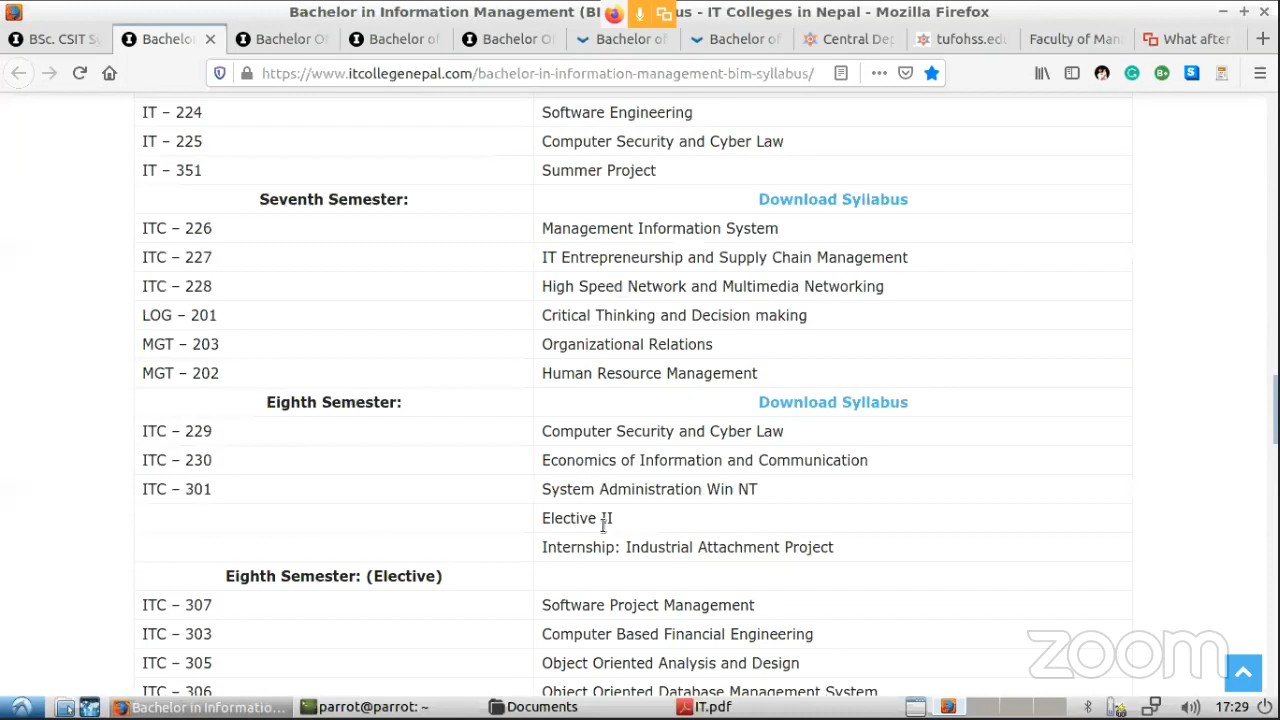 Bachelor in Information Management (BI us - IT Colleges in Nepal - Mozilla Firefox
BSc. CSIT Sy Bachelor Bachelor O Bachelor of Bachelor O Bachelor of Bachelor of Central De tufohss.ed Faculty of Man What after
https://www.itcollegenepal.com/bachelor-in-information-management-bim-syllabus/
IT – 224 Software Engineering
IT – 225 Computer Security and Cyber Law
IT – 351 Summer Project
Seventh Semester: Download Syllabus
ITC – 226 Management Information System
ITC – 227 IT Entrepreneurship and Supply Chain Management
ITC – 228 High Speed Network and Multimedia Networking
LOG – 201 Critical Thinking and Decision making
MGT – 203 Organizational Relations
MGT – 202 Human Resource Management
Eighth Semester: Download Syllabus
ITC – 229 Computer Security and Cyber Law
ITC – 230 Economics of Information and Communication
ITC – 301 System Administration Win NT
Elective II
Internship: Industrial Attachment Project
Eighth Semester: (Elective)
ITC – 307 Software Project Management
ITC – 303 Computer Based Financial Engineering
ITC – 305 Object Oriented Analysis and Design
ITC – 306 Object Oriented Database Management System
zoom
Bachelor in Informatio... parrot@parrot: ~ Documents IT.pdf 17:29